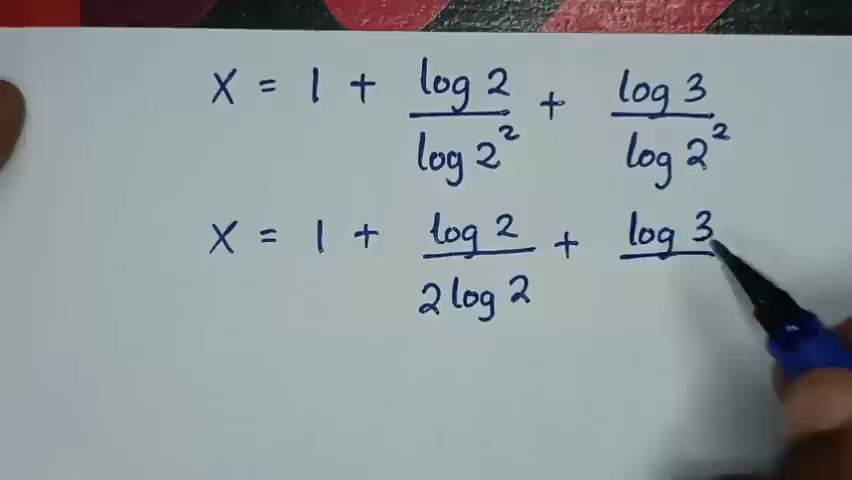 x = 1 + log 2 / log 2² + log 3 / log 2²
x = 1 + log 2 / 2 log 2 + log 3 /